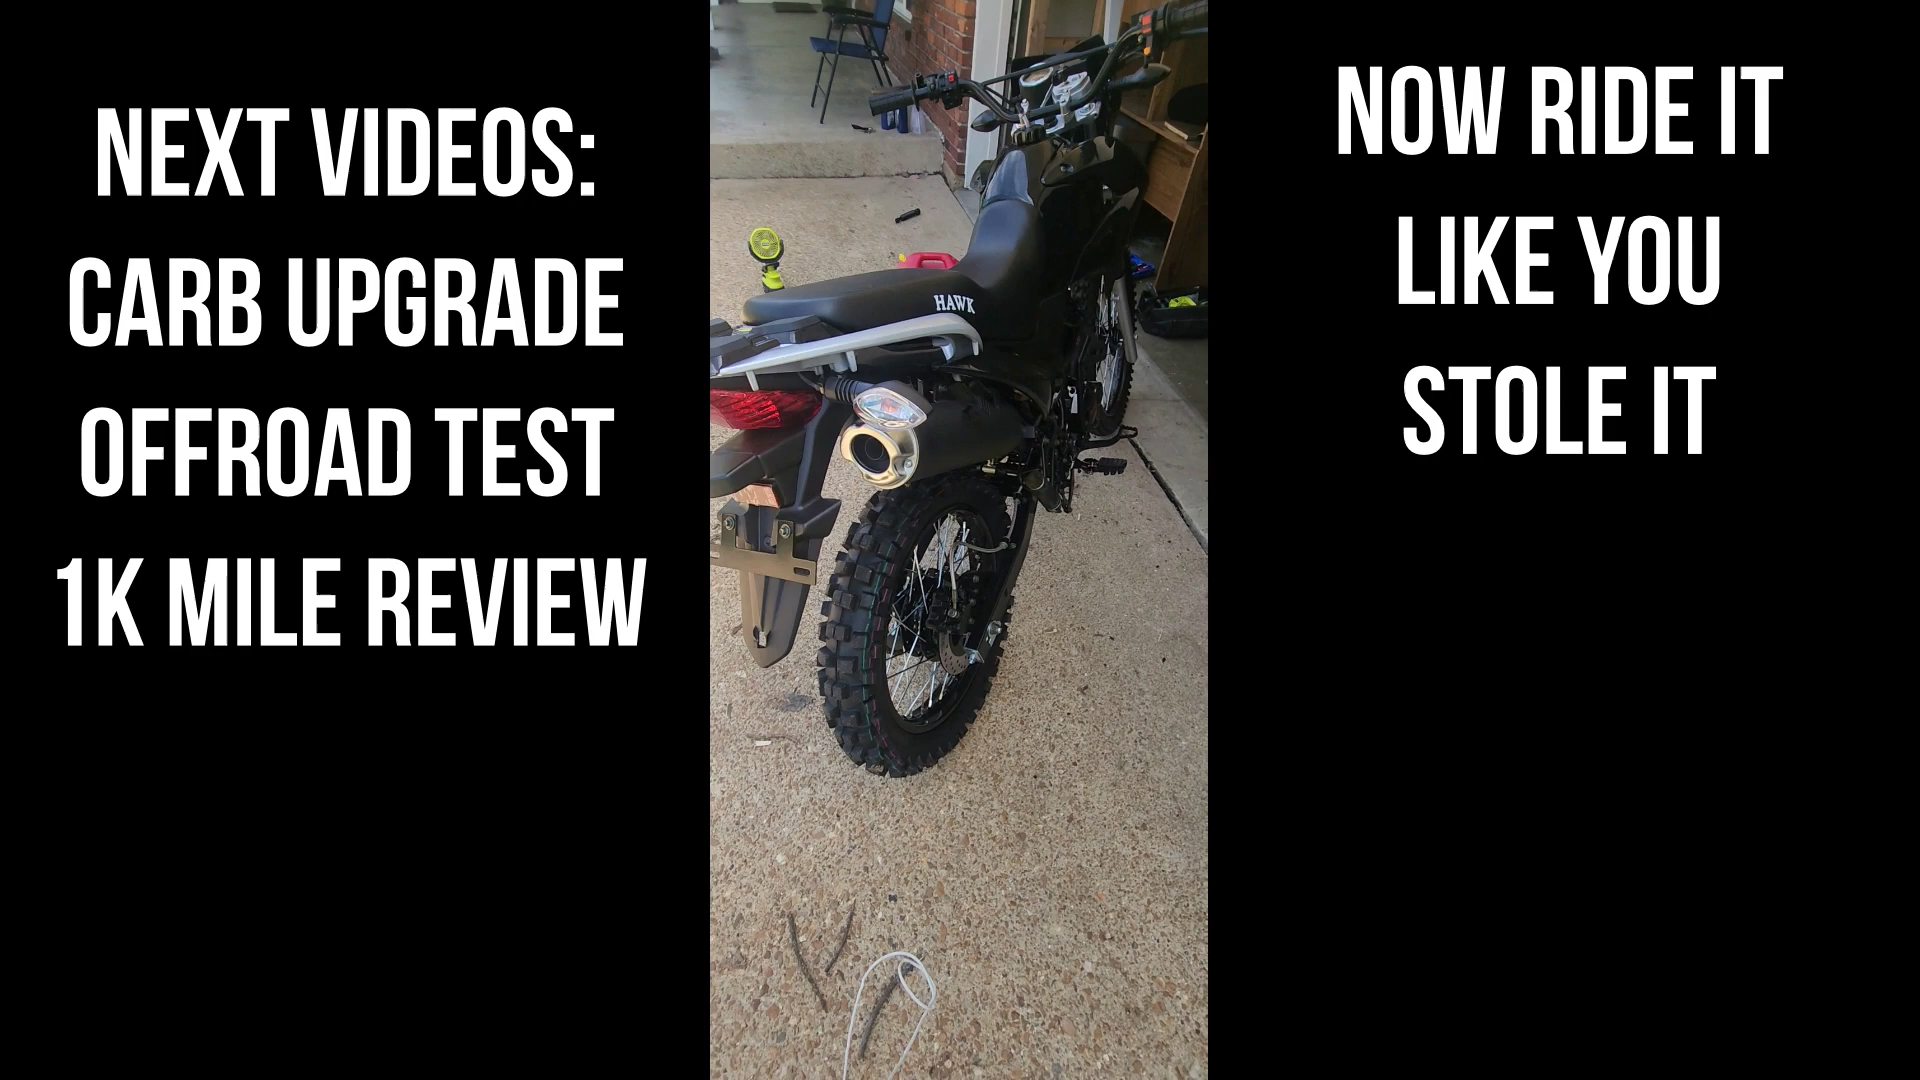 NEXT VIDEOS:
CARB UPGRADE
OFFROAD TEST
1K MILE REVIEW
HAWK
NOW RIDE IT
LIKE YOU
STOLE IT